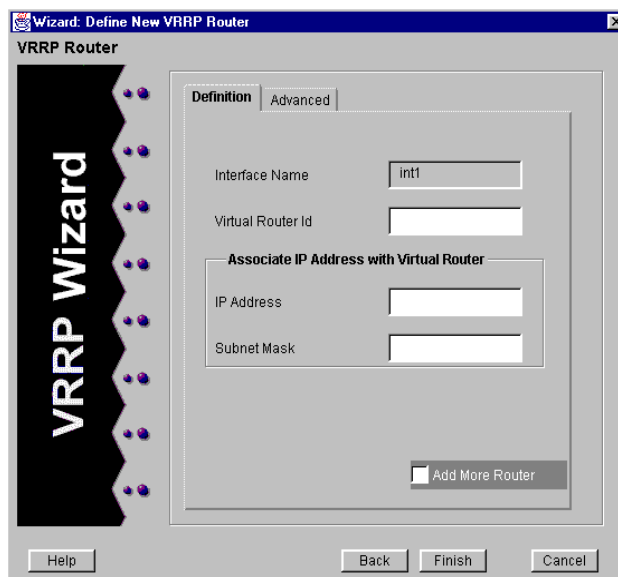 Wizard: Define New VRRP Router
VRRP Router
VRRP Wizard
Definition
Advanced
Interface Name
int1
Virtual Router Id
Associate IP Address with Virtual Router
IP Address
Subnet Mask
Add More Router
Help
Back
Finish
Cancel